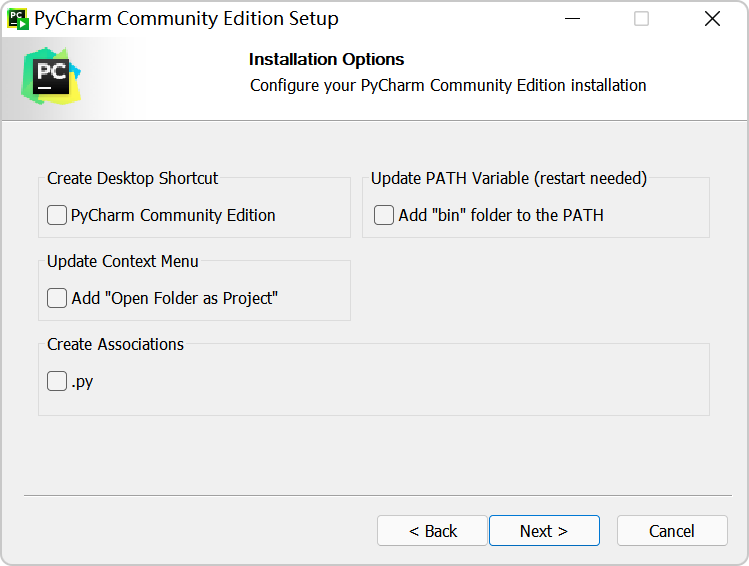 PyCharm Community Edition Setup
PC
Installation Options
Configure your PyCharm Community Edition installation
Create Desktop Shortcut
PyCharm Community Edition
Update PATH Variable (restart needed)
Add "bin" folder to the PATH
Update Context Menu
Add "Open Folder as Project"
Create Associations
.py
< Back
Next >
Cancel